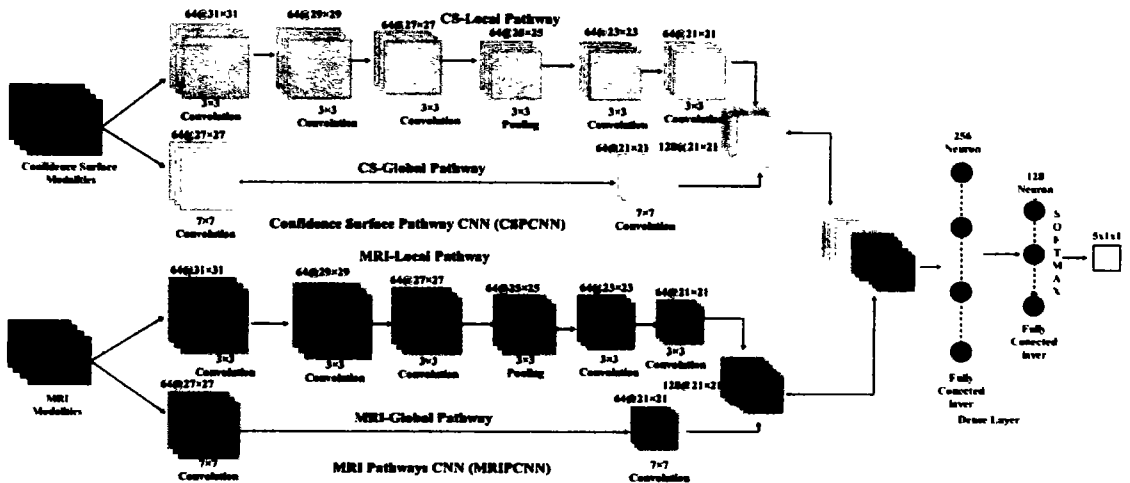 CS-Local Pathway
64@31×31
64@29×29
64@27×27
64@25×25
64@23×23
64@21×21
3×3
Convolution
3×3
Convolution
3×3
Convolution
3×3
Pooling
3×3
Convolution
3×3
Convolution
Confidence Surface
Modalities
64@27×27
CS-Global Pathway
64@21×21
128@21×21
7×7
Convolution
Confidence Surface Pathway CNN (CSPCNN)
7×7
Convolution
MRI-Local Pathway
64@31×31
64@29×29
64@27×27
64@25×25
64@23×23
64@21×21
3×3
Convolution
3×3
Convolution
3×3
Convolution
3×3
Pooling
3×3
Convolution
3×3
Convolution
MRI
Modalities
64@27×27
MRI-Global Pathway
64@21×21
128@21×21
7×7
Convolution
MRI Pathways CNN (MRIPCNN)
7×7
Convolution
256
Neuron
128
Neuron
SOFTMAX
5x1x1
Fully
Conected
layer
Fully
Conected
layer
Dense Layer